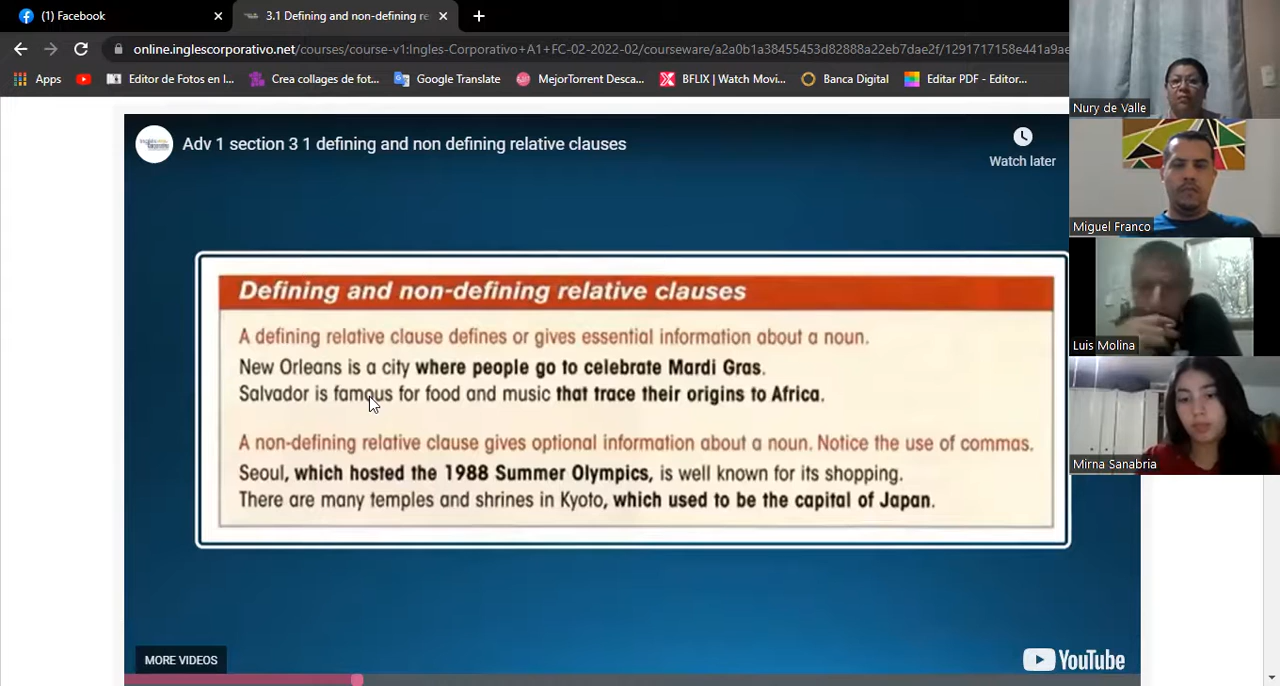 (1) Facebook
3.1 Defining and non-defining re
online.inglescorporativo.net/courses/course-v1:Ingles-Corporativo+A1+FC-02-2022-02/courseware/a2a0b1a38455453d82888a22eb7dae2f/1291717158e441a9ae
Apps
Editor de Fotos en l...
Crea collages de fot...
Google Translate
MejorTorrent Desca...
BFLIX | Watch Movi...
Banca Digital
Editar PDF - Editor...
Nury de Valle
Miguel Franco
Luis Molina
Mirna Sanabria
Adv 1 section 3 1 defining and non defining relative clauses
Watch later
Defining and non-defining relative clauses
A defining relative clause defines or gives essential information about a noun.
New Orleans is a city where people go to celebrate Mardi Gras.
Salvador is famous for food and music that trace their origins to Africa.
A non-defining relative clause gives optional information about a noun. Notice the use of commas.
Seoul, which hosted the 1988 Summer Olympics, is well known for its shopping.
There are many temples and shrines in Kyoto, which used to be the capital of Japan.
MORE VIDEOS
YouTube